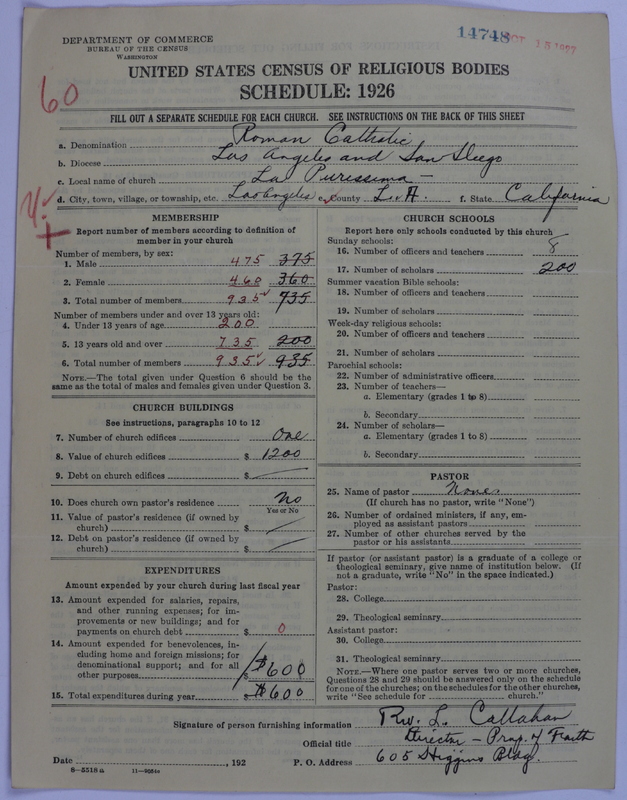 DEPARTMENT OF COMMERCE
BUREAU OF THE CENSUS
WASHINGTON
14748
OCT 15 1927
60
UNITED STATES CENSUS OF RELIGIOUS BODIES
SCHEDULE: 1926
FILL OUT A SEPARATE SCHEDULE FOR EACH CHURCH. SEE INSTRUCTIONS ON THE BACK OF THIS SHEET
a. Denomination Roman Catholic
b. Diocese Los Angeles and San Diego
c. Local name of church La Purissima —
d. City, town, village, or township, etc. Los Angeles e. County L. A. f. State California
MEMBERSHIP
Report number of members according to definition of
member in your church
Number of members, by sex:
1. Male 475 375
2. Female 460 360
3. Total number of members 935 735
Number of members under and over 13 years old:
4. Under 13 years of age 200
5. 13 years old and over 735 200
6. Total number of members 935 935
NOTE.—The total given under Question 6 should be the
same as the total of males and females given under Question 3.
CHURCH BUILDINGS
See instructions, paragraphs 10 to 12
7. Number of church edifices One
8. Value of church edifices $ 1200
9. Debt on church edifices $
10. Does church own pastor's residence No
Yes or No
11. Value of pastor's residence (if owned by
church) $
12. Debt on pastor's residence (if owned by
church) $
EXPENDITURES
Amount expended by your church during last fiscal year
13. Amount expended for salaries, repairs,
and other running expenses; for im-
provements or new buildings; and for
payments on church debt $ 0
14. Amount expended for benevolences, in-
cluding home and foreign missions; for
denominational support; and for all
other purposes $ $600
15. Total expenditures during year $ $600
CHURCH SCHOOLS
Report here only schools conducted by this church
Sunday schools:
16. Number of officers and teachers 8
17. Number of scholars 200
Summer vacation Bible schools:
18. Number of officers and teachers
19. Number of scholars
Week-day religious schools:
20. Number of officers and teachers
21. Number of scholars
Parochial schools:
22. Number of administrative officers
23. Number of teachers—
a. Elementary (grades 1 to 8)
b. Secondary
24. Number of scholars—
a. Elementary (grades 1 to 8)
b. Secondary
PASTOR
25. Name of pastor None
(If church has no pastor, write "None")
26. Number of ordained ministers, if any, em-
ployed as assistant pastors
27. Number of other churches served by the
pastor or his assistants
If pastor (or assistant pastor) is a graduate of a college or
theological seminary, give name of institution below. (If
not a graduate, write "No" in the space indicated.)
Pastor:
28. College
29. Theological seminary
Assistant pastor:
30. College
31. Theological seminary
NOTE.—Where one pastor serves two or more churches,
Questions 28 and 29 should be answered only on the schedule
for one of the churches; on the schedules for the other churches,
write "See schedule for church."
Signature of person furnishing information Rev. L. Callahan
Official title Director — Prop. of Faith
Date , 192 P. O. Address 605 Higgins Bldg.
8—5518 a